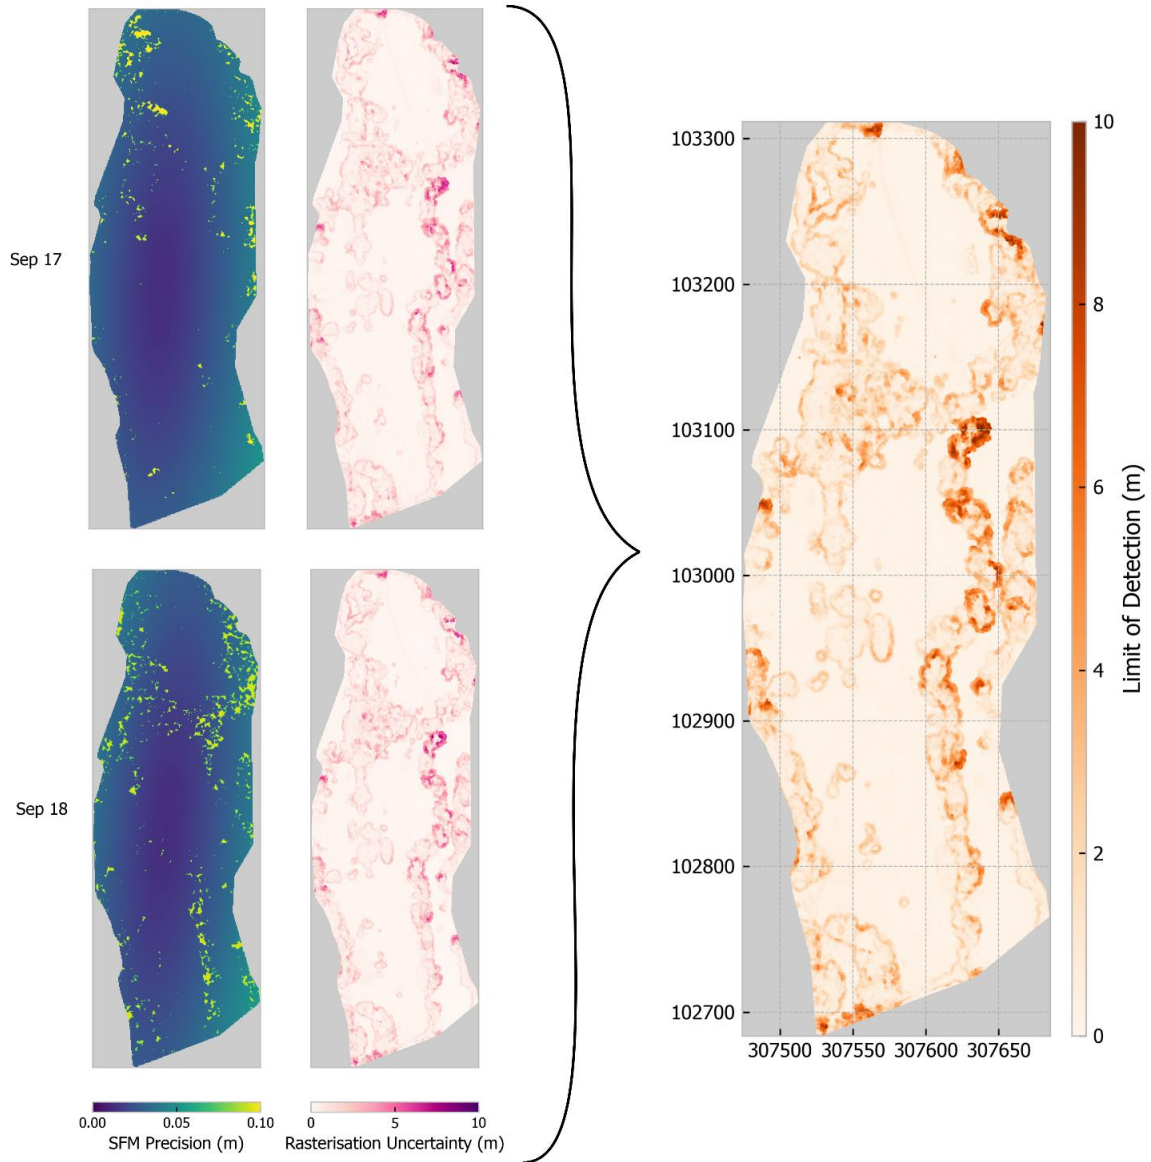 Sep 17
Sep 18
0.00 0.05 0.10
SFM Precision (m)
0 5 10
Rasterisation Uncertainty (m)
103300
103200
103100
103000
102900
102800
102700
307500 307550 307600 307650
10
8
6
4
2
0
Limit of Detection (m)